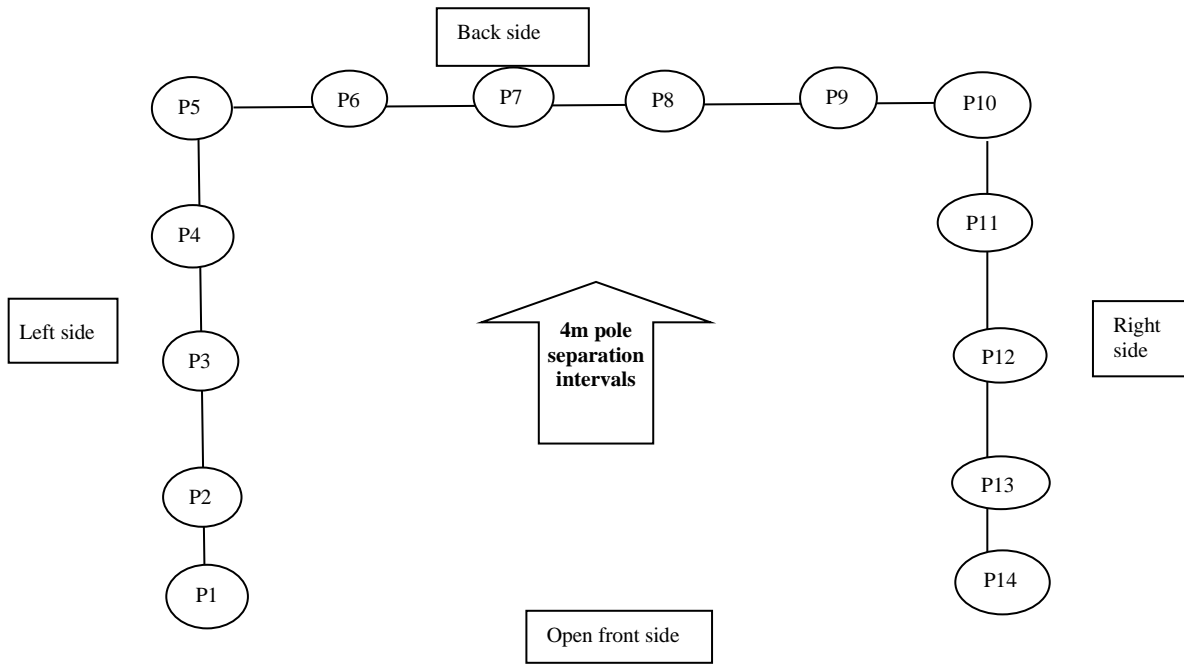 Back side
P5
P6
P7
P8
P9
P10
P4
P11
Left side
4m pole
separation
intervals
Right
side
P3
P12
P2
P13
P1
P14
Open front side